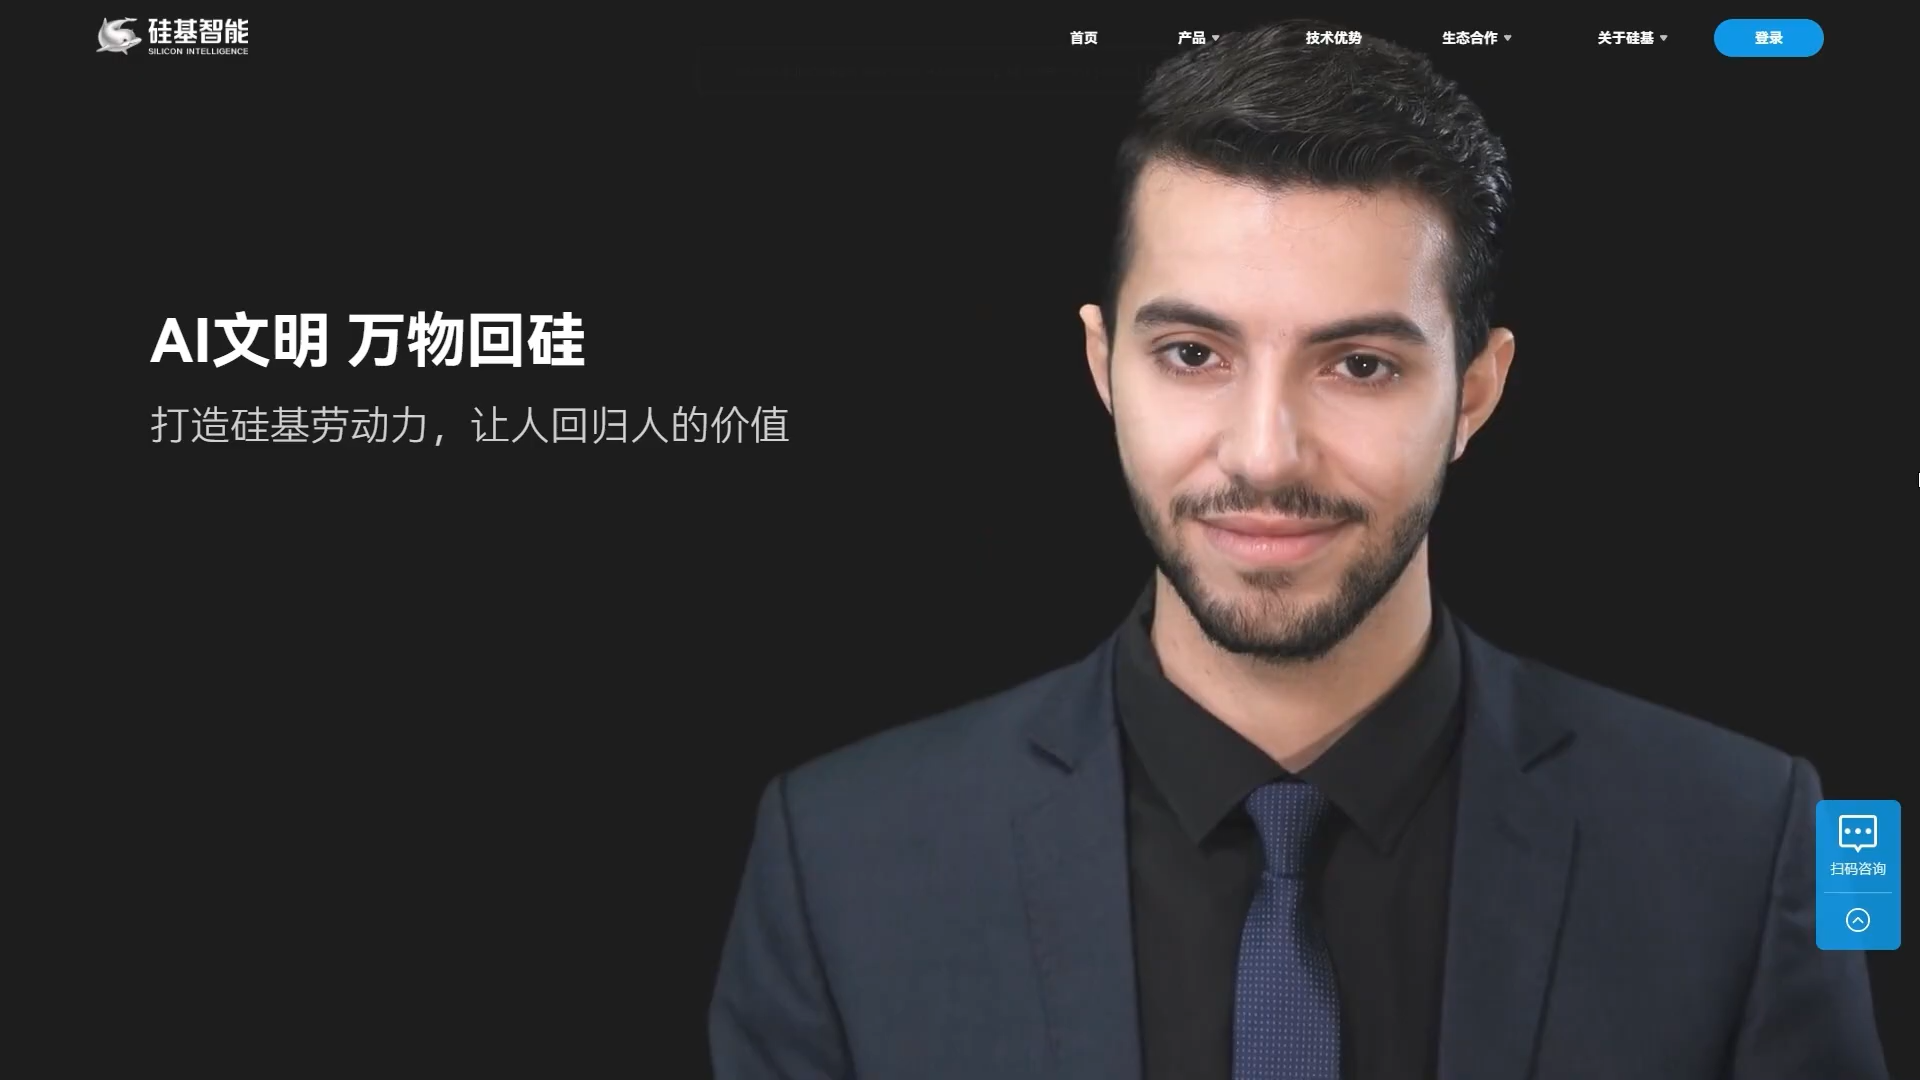 硅基智能
SILICON INTELLIGENCE
首页
产品
技术优势
生态合作
关于硅基
登录
AI文明 万物回硅
打造硅基劳动力，让人回归人的价值
扫码咨询